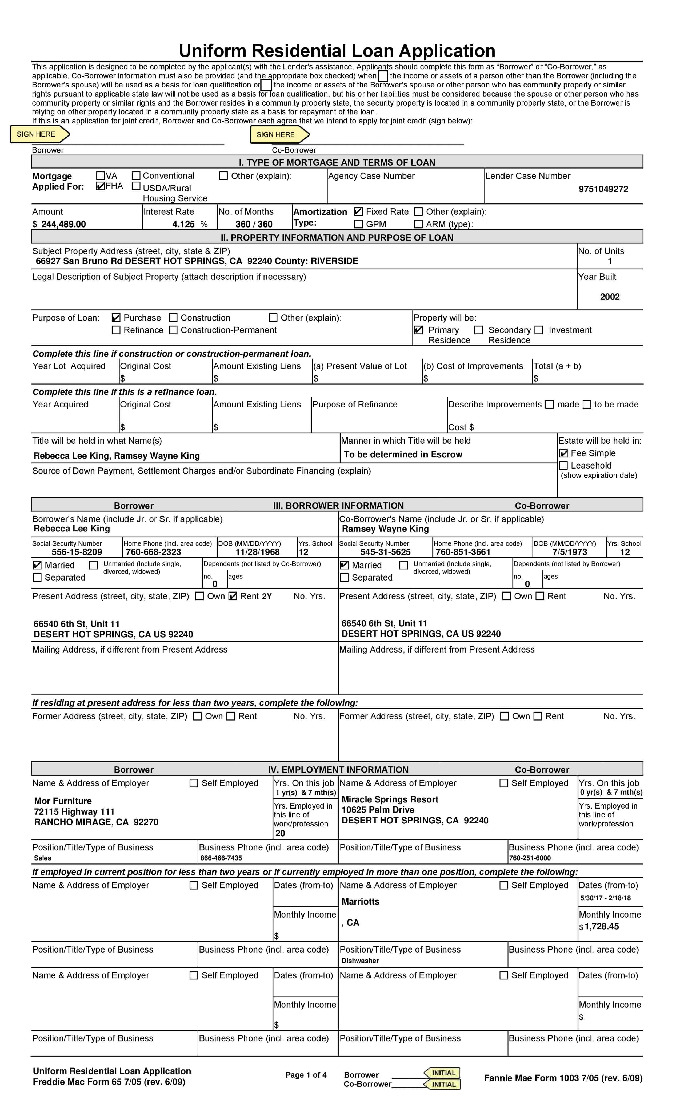 Uniform Residential Loan Application
This application is designed to be completed by the applicant(s) with the Lender's assistance. Applicants should complete this form as "Borrower" or "Co-Borrower," as
applicable. Co-Borrower information must also be provided (and the appropriate box checked) when the income or assets of a person other than the Borrower (including the
Borrower's spouse) will be used as a basis for loan qualification or the income or assets of the Borrower's spouse or other person who has community property or similar
rights pursuant to applicable state law will not be used as a basis for loan qualification, but his or her liabilities must be considered because the spouse or other person who has
community property or similar rights and the Borrower resides in a community property state, the security property is located in a community property state, or the Borrower is
relying on other property located in a community property state as a basis for repayment of the loan.
If this is an application for joint credit, Borrower and Co-Borrower each agree that we intend to apply for joint credit (sign below):
SIGN HERE SIGN HERE
Borrower Co-Borrower
I. TYPE OF MORTGAGE AND TERMS OF LOAN
Mortgage VA Conventional Other (explain): Agency Case Number Lender Case Number
Applied For: FHA USDA/Rural
Housing Service 9751049272
Amount Interest Rate No. of Months Amortization Fixed Rate Other (explain):
$ 244,489.00 4.125 % 360 / 360 Type: GPM ARM (type):
II. PROPERTY INFORMATION AND PURPOSE OF LOAN
Subject Property Address (street, city, state & ZIP) No. of Units
66927 San Bruno Rd DESERT HOT SPRINGS, CA 92240 County: RIVERSIDE 1
Legal Description of Subject Property (attach description if necessary) Year Built
2002
Purpose of Loan: Purchase Construction Other (explain): Property will be:
Refinance Construction-Permanent Primary Residence Secondary Residence Investment
Complete this line if construction or construction-permanent loan.
Year Lot Acquired Original Cost Amount Existing Liens (a) Present Value of Lot (b) Cost of Improvements Total (a + b)
$ $ $ $ $
Complete this line if this is a refinance loan.
Year Acquired Original Cost Amount Existing Liens Purpose of Refinance Describe Improvements made to be made
$ $ Cost $
Title will be held in what Name(s) Manner in which Title will be held Estate will be held in:
Rebecca Lee King, Ramsey Wayne King To be determined in Escrow Fee Simple
Source of Down Payment, Settlement Charges and/or Subordinate Financing (explain) Leasehold
(show expiration date)
Borrower III. BORROWER INFORMATION Co-Borrower
Borrower's Name (include Jr. or Sr. if applicable) Co-Borrower's Name (include Jr. or Sr. if applicable)
Rebecca Lee King Ramsey Wayne King
Social Security Number Home Phone (incl. area code) DOB (MM/DD/YYYY) Yrs. School Social Security Number Home Phone (incl. area code) DOB (MM/DD/YYYY) Yrs. School
556-15-8209 760-668-2323 11/28/1968 12 545-31-5625 760-851-3661 7/5/1973 12
Married Unmarried (include single, divorced, widowed) Dependents (not listed by Co-Borrower) Married Unmarried (include single, divorced, widowed) Dependents (not listed by Borrower)
Separated no. 0 ages Separated no. 0 ages
Present Address (street, city, state, ZIP) Own Rent 2Y No. Yrs. Present Address (street, city, state, ZIP) Own Rent No. Yrs.
66540 6th St, Unit 11 66540 6th St, Unit 11
DESERT HOT SPRINGS, CA US 92240 DESERT HOT SPRINGS, CA US 92240
Mailing Address, if different from Present Address Mailing Address, if different from Present Address
If residing at present address for less than two years, complete the following:
Former Address (street, city, state, ZIP) Own Rent No. Yrs. Former Address (street, city, state, ZIP) Own Rent No. Yrs.
Borrower IV. EMPLOYMENT INFORMATION Co-Borrower
Name & Address of Employer Self Employed Yrs. On this job Name & Address of Employer Self Employed Yrs. On this job
1 yr(s) & 7 mth(s) 0 yr(s) & 7 mth(s)
Mor Furniture Yrs. Employed in Miracle Springs Resort Yrs. Employed in
72115 Highway 111 this line of 10625 Palm Drive this line of
RANCHO MIRAGE, CA 92270 work/profession DESERT HOT SPRINGS, CA 92240 work/profession
20
Position/Title/Type of Business Business Phone (incl. area code) Position/Title/Type of Business Business Phone (incl. area code)
Sales 866-466-7435 760-251-6000
If employed in current position for less than two years or if currently employed in more than one position, complete the following:
Name & Address of Employer Self Employed Dates (from-to) Name & Address of Employer Self Employed Dates (from-to)
Marriotts 5/30/17 - 2/18/18
Monthly Income , CA Monthly Income
$ $ 1,728.45
Position/Title/Type of Business Business Phone (incl. area code) Position/Title/Type of Business Business Phone (incl. area code)
Dishwasher
Name & Address of Employer Self Employed Dates (from-to) Name & Address of Employer Self Employed Dates (from-to)
Monthly Income Monthly Income
$ $
Position/Title/Type of Business Business Phone (incl. area code) Position/Title/Type of Business Business Phone (incl. area code)
Uniform Residential Loan Application
Freddie Mac Form 65 7/05 (rev. 6/09) Page 1 of 4 Borrower INITIAL Fannie Mae Form 1003 7/05 (rev. 6/09)
Co-Borrower INITIAL